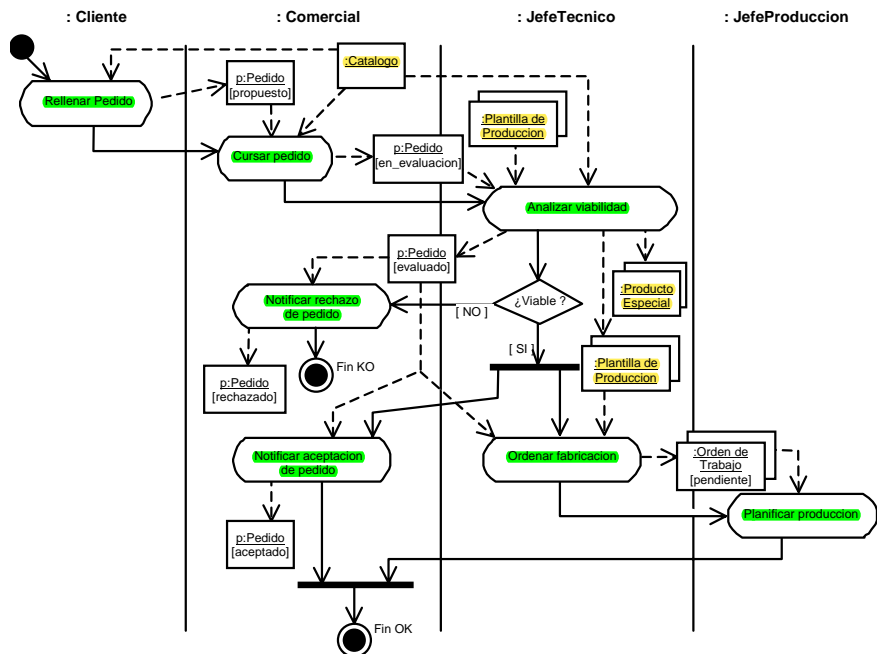 : Cliente
: Comercial
: JefeTecnico
: JefeProduccion
:Catalogo
p:Pedido
[propuesto]
Rellenar Pedido
:Plantilla de
Produccion
Cursar pedido
p:Pedido
[en_evaluacion]
Analizar viabilidad
p:Pedido
[evaluado]
:Producto
Especial
Notificar rechazo
de pedido
¿Viable ?
[ NO ]
[ SI ]
Fin KO
:Plantilla de
Produccion
p:Pedido
[rechazado]
Notificar aceptacion
de pedido
Ordenar fabricacion
:Orden de
Trabajo
[pendiente]
Planificar produccion
p:Pedido
[aceptado]
Fin OK